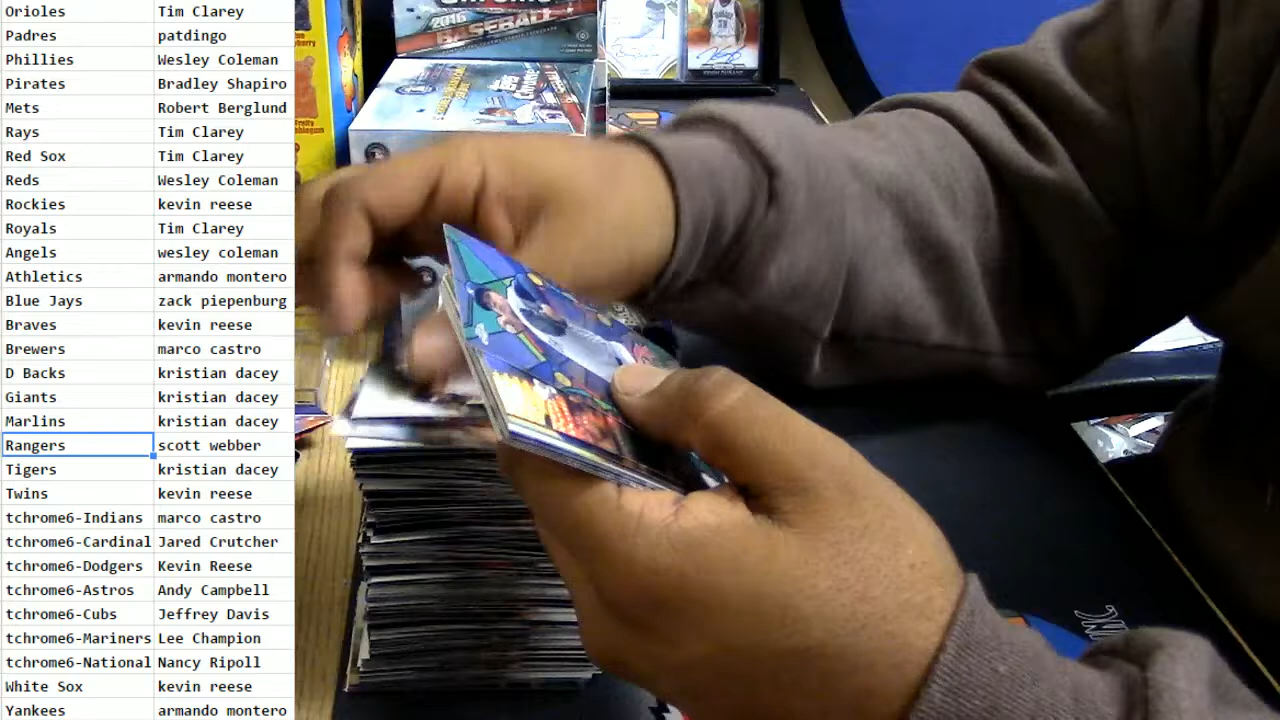 Orioles Tim Clarey
Padres patdingo
Phillies Wesley Coleman
Pirates Bradley Shapiro
Mets Robert Berglund
Rays Tim Clarey
Red Sox Tim Clarey
Reds Wesley Coleman
Rockies kevin reese
Royals Tim Clarey
Angels wesley coleman
Athletics armando montero
Blue Jays zack piepenburg
Braves kevin reese
Brewers marco castro
D Backs kristian dacey
Giants kristian dacey
Marlins kristian dacey
Rangers scott webber
Tigers kristian dacey
Twins kevin reese
tchrome6-Indians marco castro
tchrome6-Cardinal Jared Crutcher
tchrome6-Dodgers Kevin Reese
tchrome6-Astros Andy Campbell
tchrome6-Cubs Jeffrey Davis
tchrome6-Mariners Lee Champion
tchrome6-National Nancy Ripoll
White Sox kevin reese
Yankees armando montero
2016
BASEBALL